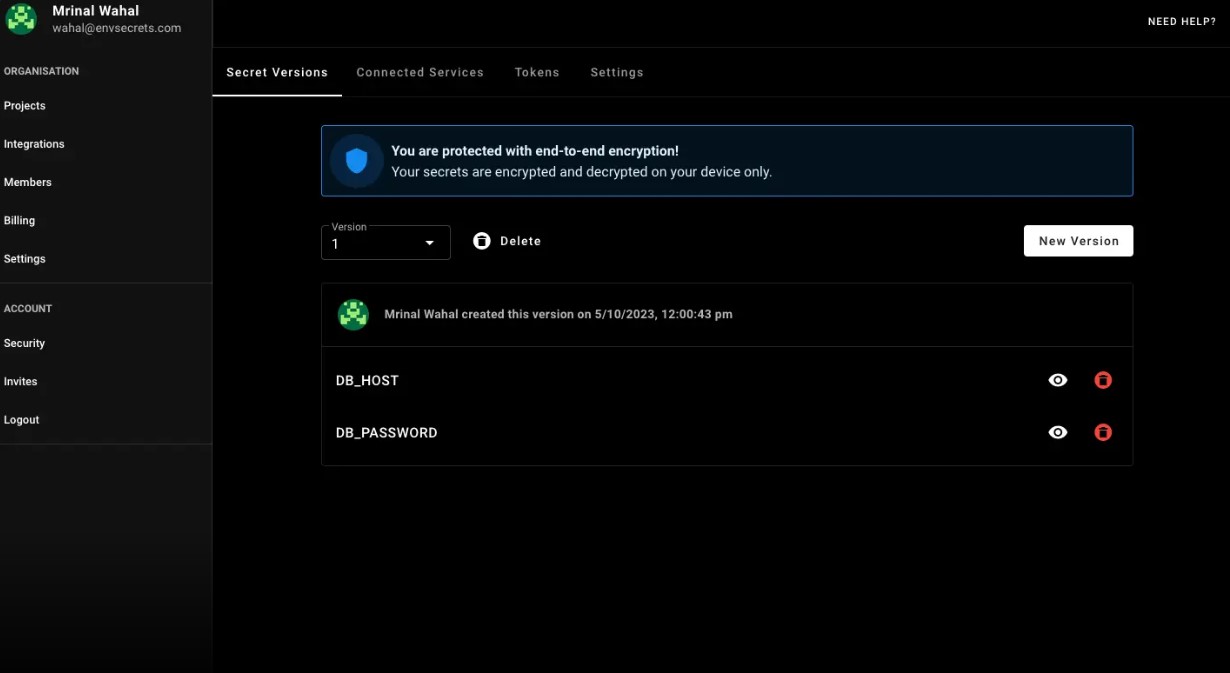 Mrinal Wahal
wahal@envsecrets.com
NEED HELP?
ORGANISATION
Projects
Integrations
Members
Billing
Settings
ACCOUNT
Security
Invites
Logout
Secret Versions
Connected Services
Tokens
Settings
You are protected with end-to-end encryption!
Your secrets are encrypted and decrypted on your device only.
Version
1
Delete
New Version
Mrinal Wahal created this version on 5/10/2023, 12:00:43 pm
DB_HOST
DB_PASSWORD